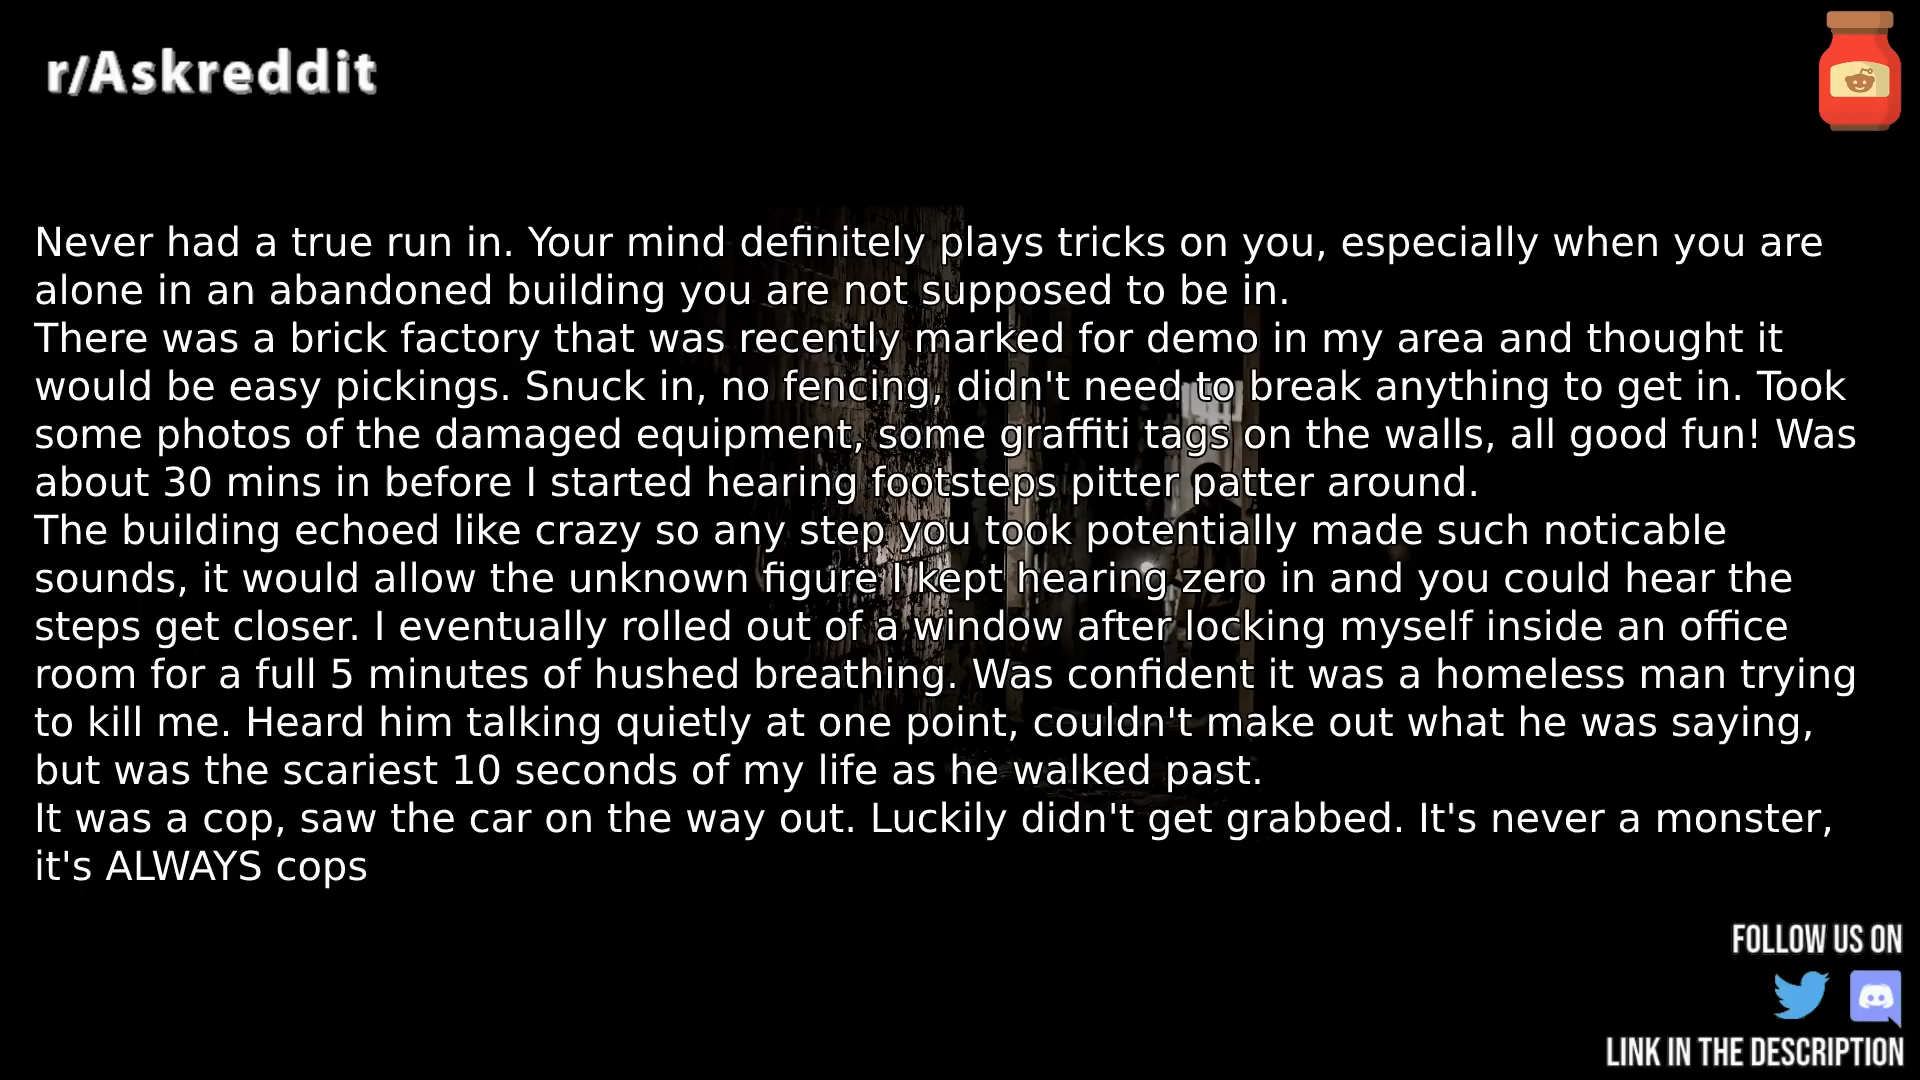 r/Askreddit
Never had a true run in. Your mind definitely plays tricks on you, especially when you are
alone in an abandoned building you are not supposed to be in.
There was a brick factory that was recently marked for demo in my area and thought it
would be easy pickings. Snuck in, no fencing, didn't need to break anything to get in. Took
some photos of the damaged equipment, some graffiti tags on the walls, all good fun! Was
about 30 mins in before I started hearing footsteps pitter patter around.
The building echoed like crazy so any step you took potentially made such noticable
sounds, it would allow the unknown figure I kept hearing zero in and you could hear the
steps get closer. I eventually rolled out of a window after locking myself inside an office
room for a full 5 minutes of hushed breathing. Was confident it was a homeless man trying
to kill me. Heard him talking quietly at one point, couldn't make out what he was saying,
but was the scariest 10 seconds of my life as he walked past.
It was a cop, saw the car on the way out. Luckily didn't get grabbed. It's never a monster,
it's ALWAYS cops
FOLLOW US ON
LINK IN THE DESCRIPTION